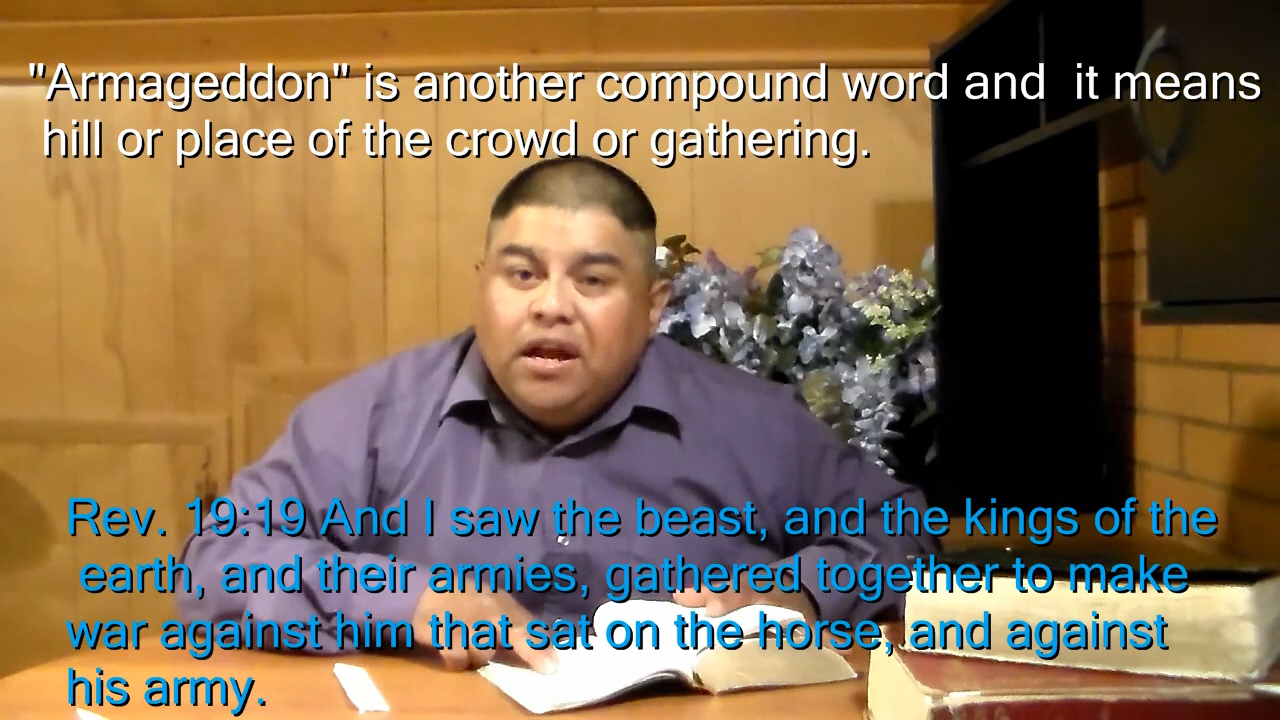 "Armageddon" is another compound word and  it means
hill or place of the crowd or gathering.
Rev. 19:19 And I saw the beast, and the kings of the
earth, and their armies, gathered together to make
war against him that sat on the horse, and against
his army.